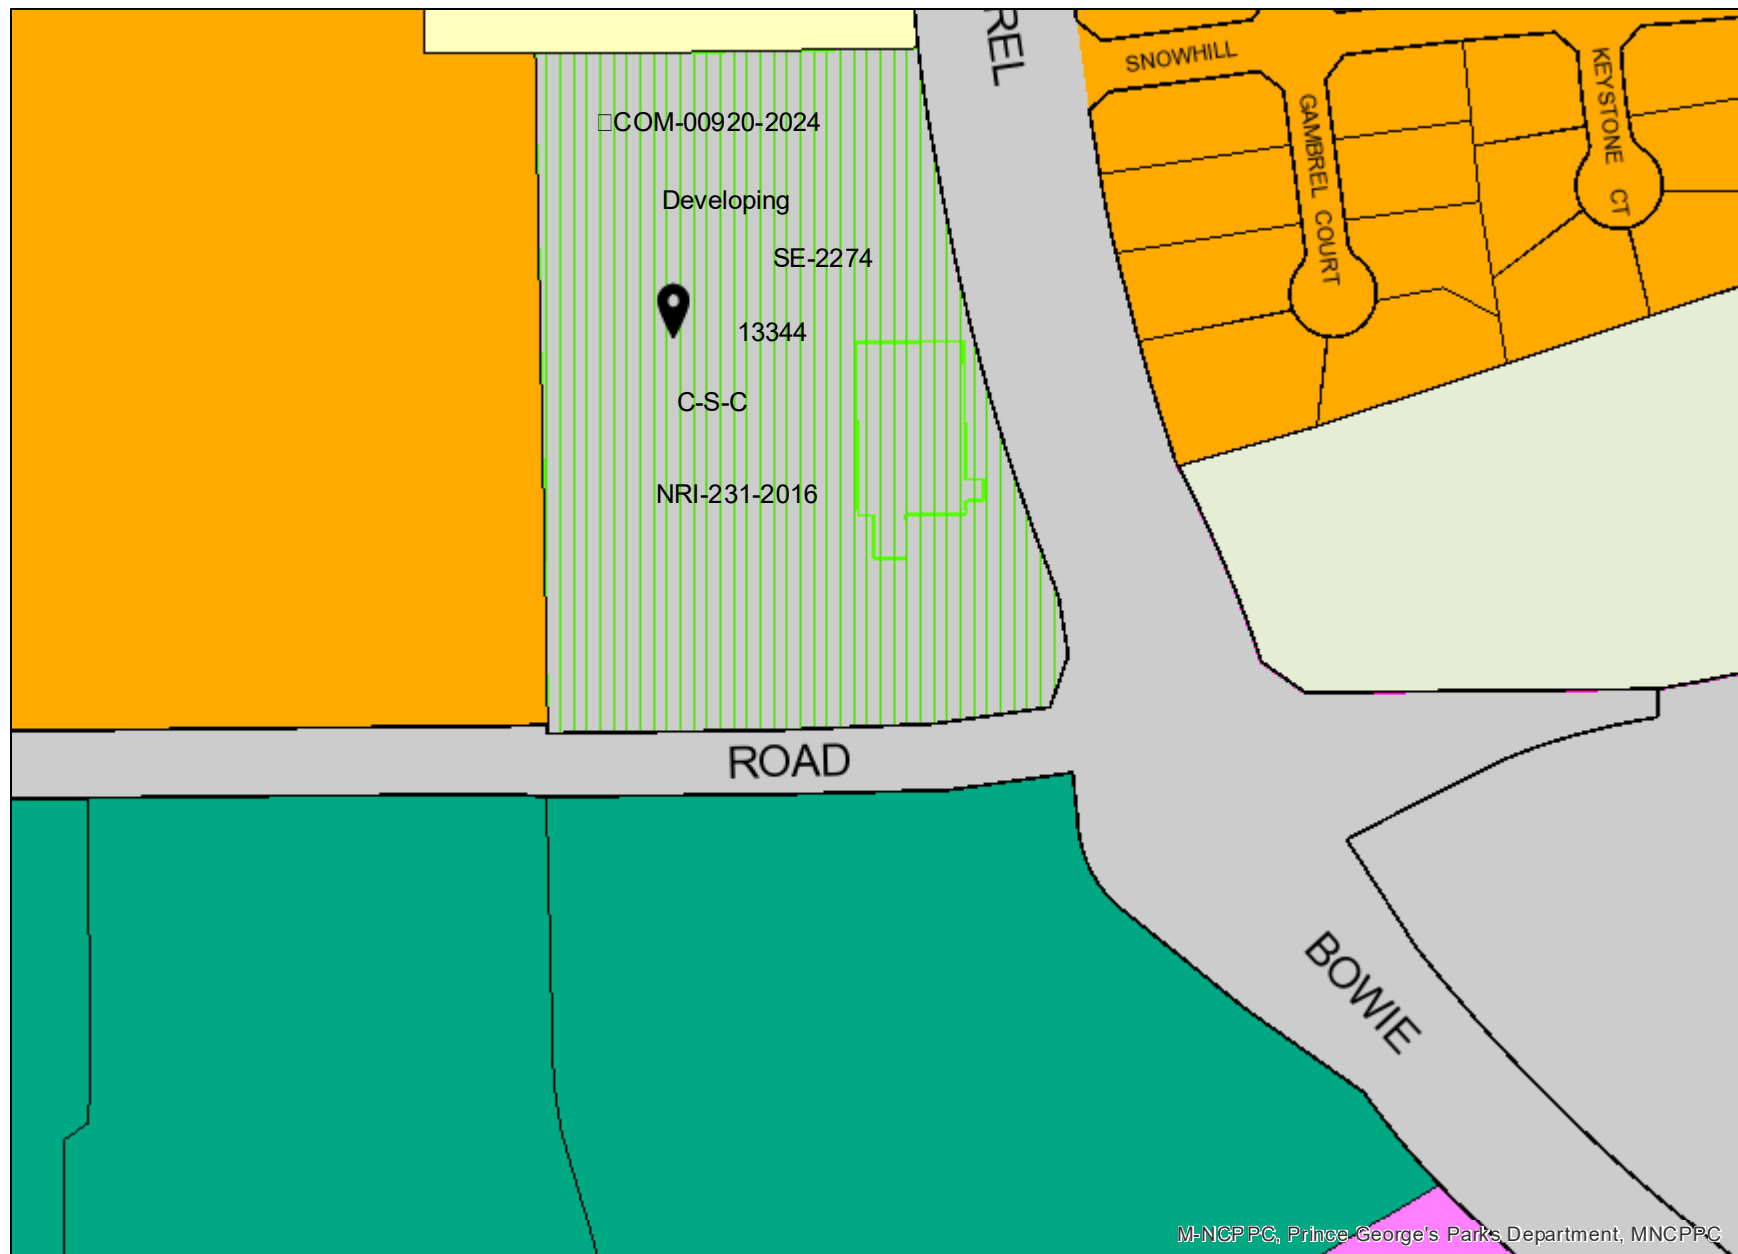 REL
SNOWHILL
KEYSTONE CT
GAMBREL COURT
COM-00920-2024
Developing
SE-2274
13344
C-S-C
NRI-231-2016
ROAD
BOWIE
M-NCPPC, Prince George's Parks Department, MNCPPC